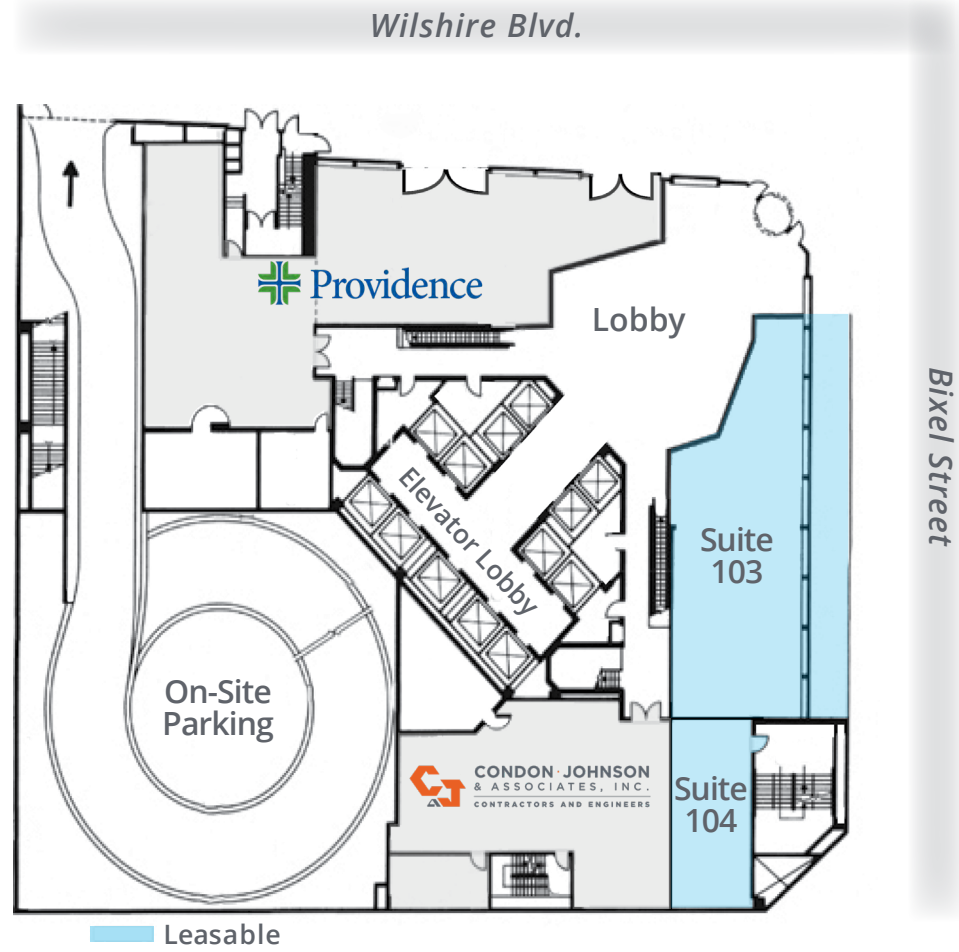 Wilshire Blvd.
Providence
Lobby
Bixel Street
Elevator Lobby
Suite
103
On-Site
Parking
CONDON·JOHNSON
& ASSOCIATES, INC.
CONTRACTORS AND ENGINEERS
Suite
104
Leasable